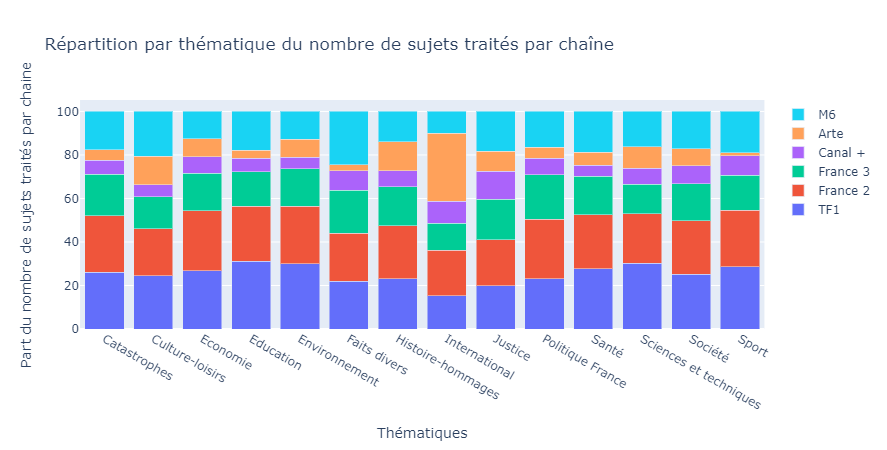 Répartition par thématique du nombre de sujets traités par chaîne
Part du nombre de sujets traités par chaine
100
80
60
40
20
0
Catastrophes
Culture-loisirs
Economie
Education
Environnement
Faits divers
Histoire-hommages
International
Justice
Politique France
Santé
Sciences et techniques
Société
Sport
Thématiques
M6
Arte
Canal +
France 3
France 2
TF1